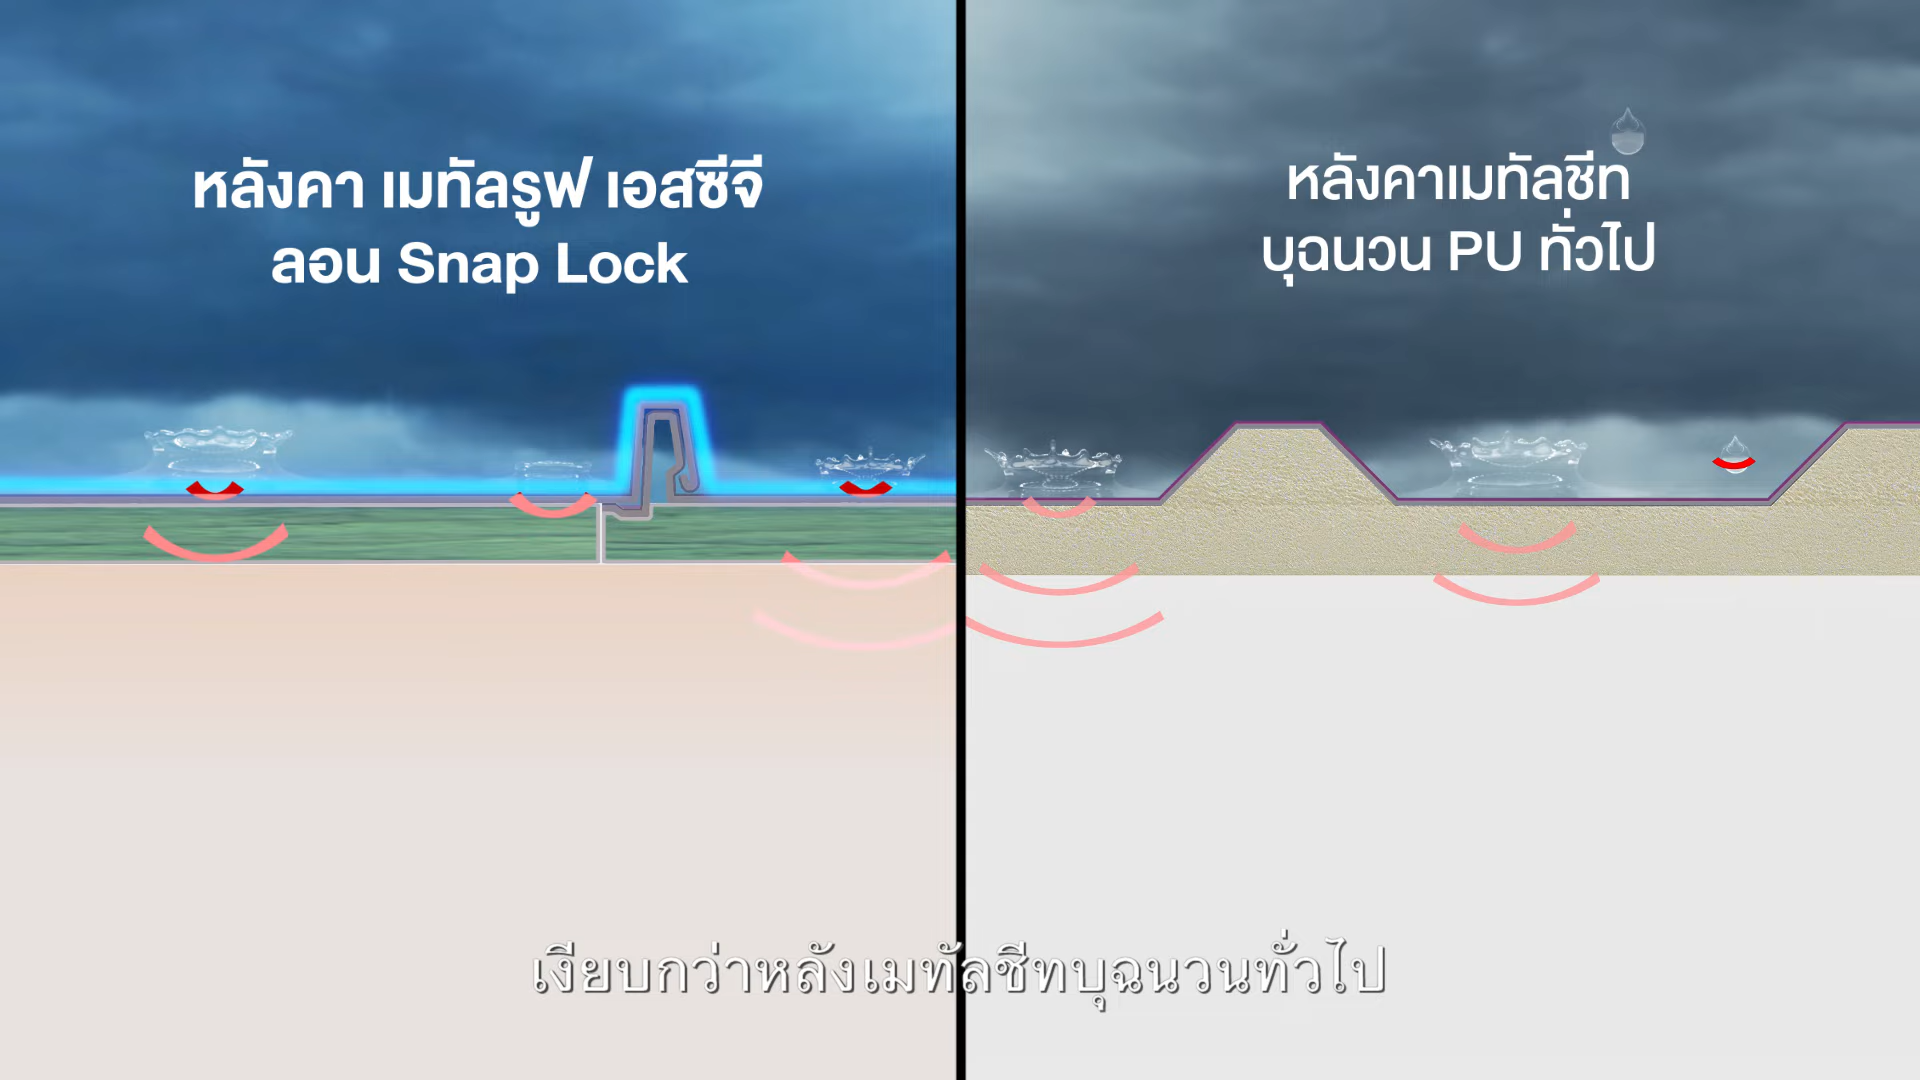 หลังคา เมทัลรูฟ เอสซีจี
ลอน Snap Lock
หลังคาเมทัลชีท
บุฉนวน PU ทั่วไป
เงียบกว่าหลังเมทัลชีทบุฉนวนทั่วไป